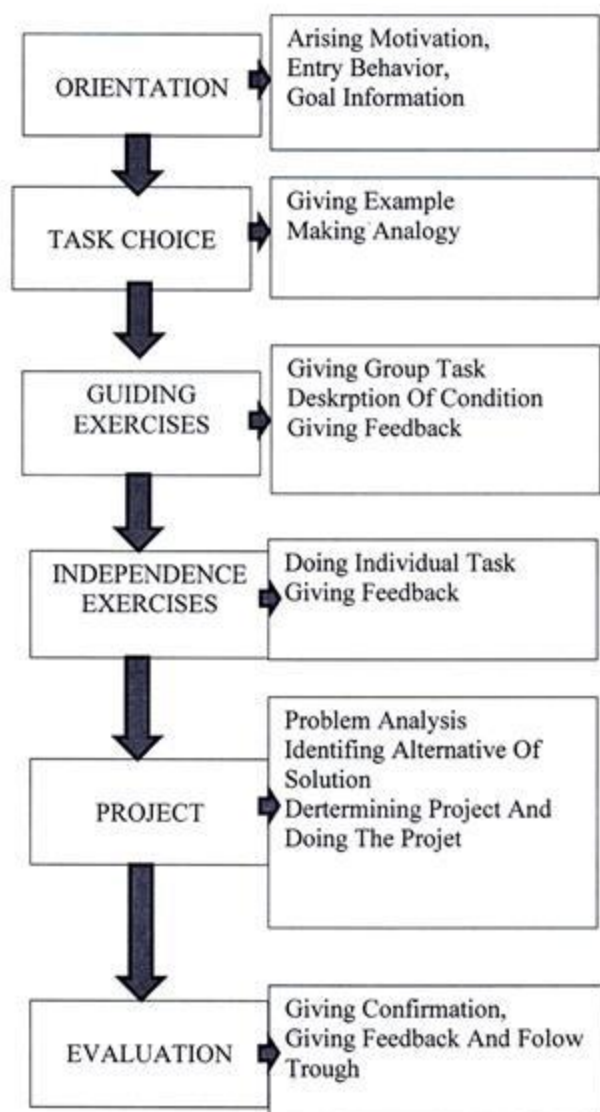 ORIENTATION
Arising Motivation,
Entry Behavior,
Goal Information
TASK CHOICE
Giving Example
Making Analogy
GUIDING
EXERCISES
Giving Group Task
Deskrption Of Condition
Giving Feedback
INDEPENDENCE
EXERCISES
Doing Individual Task
Giving Feedback
PROJECT
Problem Analysis
Identifing Alternative Of
Solution
Dertermining Project And
Doing The Projet
EVALUATION
Giving Confirmation,
Giving Feedback And Folow
Trough